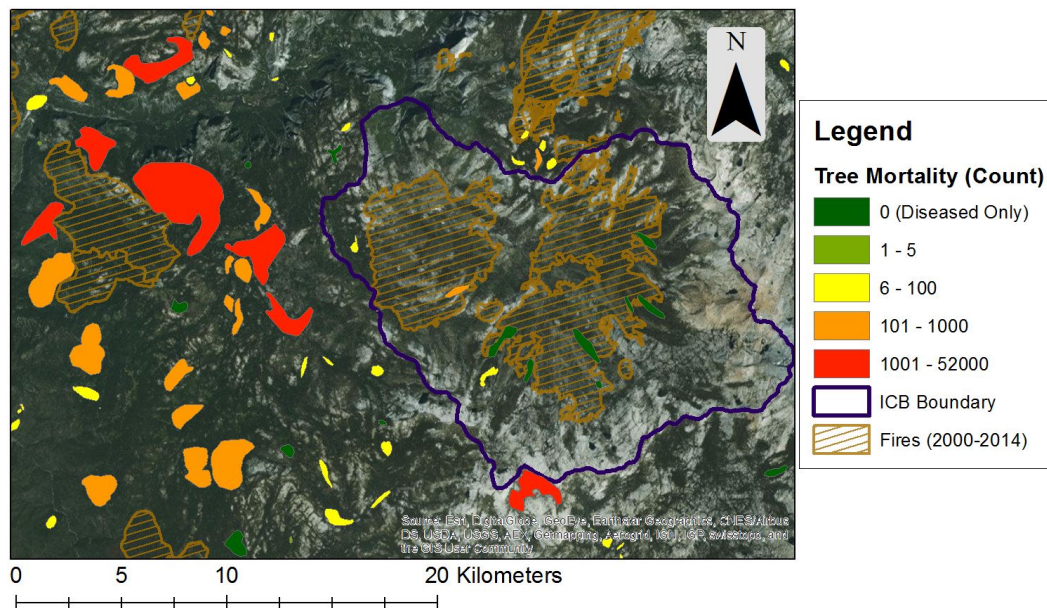 N
Legend
Tree Mortality (Count)
0 (Diseased Only)
1 - 5
6 - 100
101 - 1000
1001 - 52000
ICB Boundary
Fires (2000-2014)
Source: Esri, DigitalGlobe, GeoEye, Earthstar Geographics, CNES/Airbus
DS, USDA, USGS, AEX, Getmapping, Aerogrid, IGN, IGP, swisstopo, and
the GIS User Community
0 5 10 20 Kilometers